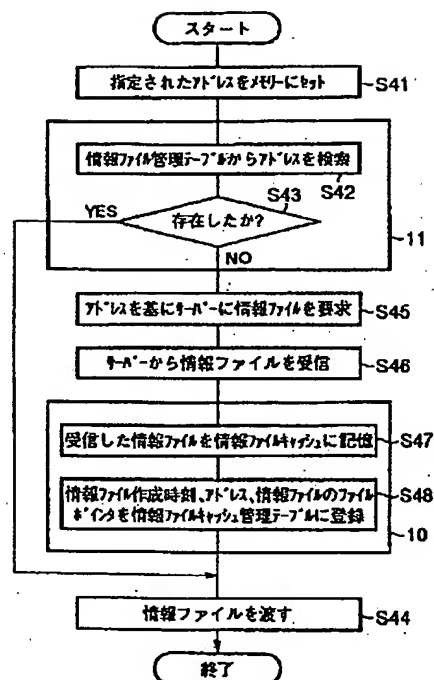 スタート
指定されたアドレスをメモリーにセット
S41
情報ファイル管理テーブルからアドレスを検索
S42
S43
YES
存在したか?
11
NO
アドレスを基にサーバーに情報ファイルを要求
S45
サーバーから情報ファイルを受信
S46
受信した情報ファイルを情報ファイルキャッシュに記憶
S47
情報ファイル作成時刻、アドレス、情報ファイルのファイル
ポインタを情報ファイルキャッシュ管理テーブルに登録
S48
10
情報ファイルを渡す
S44
終了